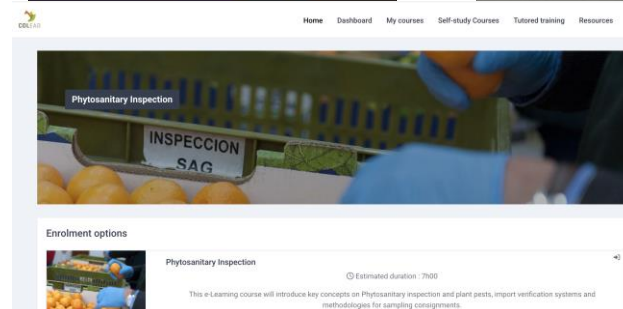 COLEAD
Home Dashboard My courses Self-study Courses Tutored training Resources
Phytosanitary Inspection
INSPECCION
SAG
Enrolment options
Phytosanitary Inspection
Estimated duration : 7h00
This e-Learning course will introduce key concepts on Phytosanitary inspection and plant pests, import verification systems and
methodologies for sampling consignments.